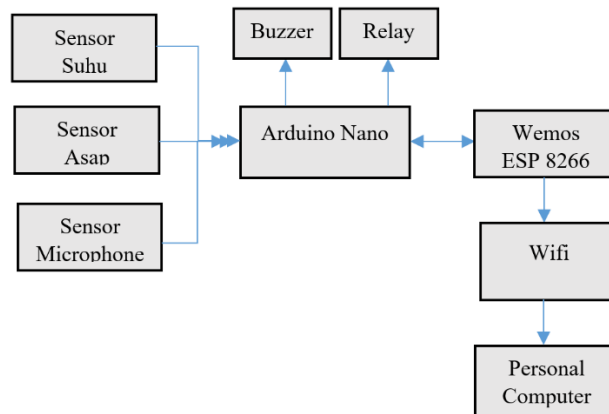 Sensor
Suhu
Buzzer
Relay
Sensor
Asap
Arduino Nano
Wemos
ESP 8266
Sensor
Microphone
Wifi
Personal
Computer